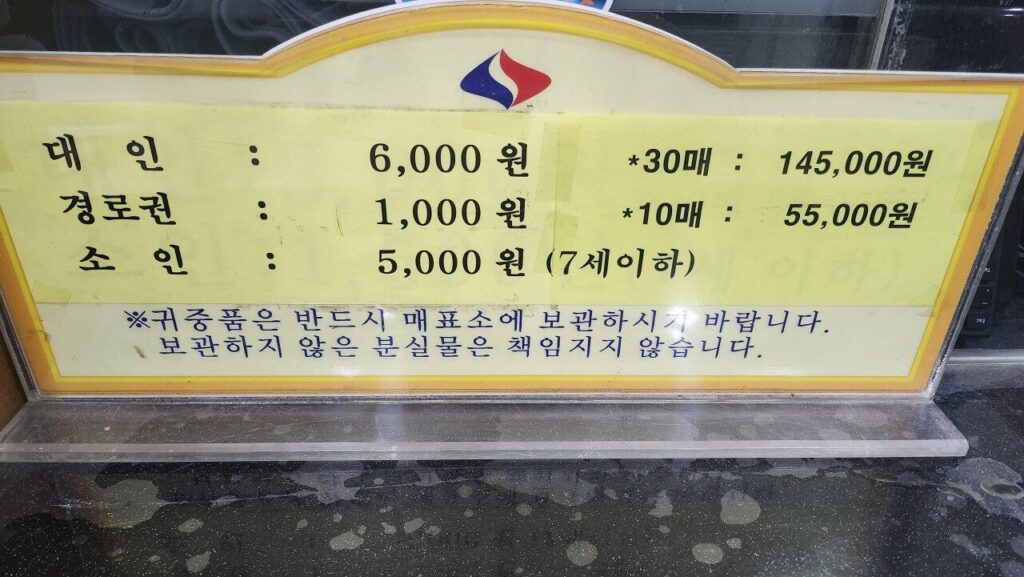 대 인 : 6,000 원 *30매 : 145,000원
경로권 : 1,000 원 *10매 : 55,000원
소 인 : 5,000 원 (7세이하)
※귀중품은 반드시 매표소에 보관하시기 바랍니다.
보관하지 않은 분실물은 책임지지 않습니다.